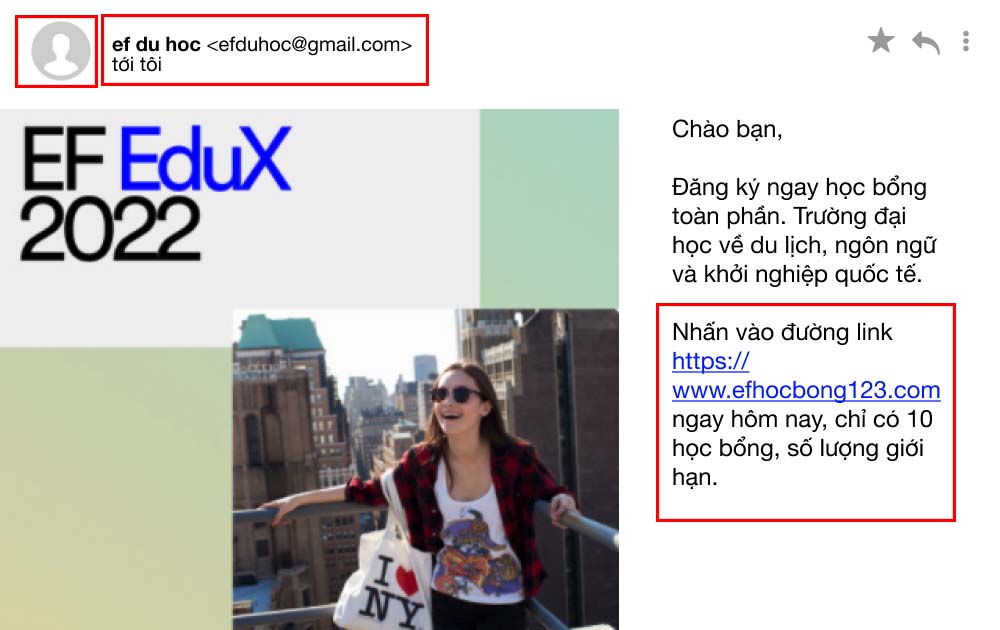 ef du hoc <efduhoc@gmail.com>
tới tôi
EF EduX
2022
I ♥
NY
Chào bạn,
Đăng ký ngay học bổng
toàn phần. Trường đại
học về du lịch, ngôn ngữ
và khởi nghiệp quốc tế.
Nhấn vào đường link
https://
www.efhocbong123.com
ngay hôm nay, chỉ có 10
học bổng, số lượng giới
hạn.